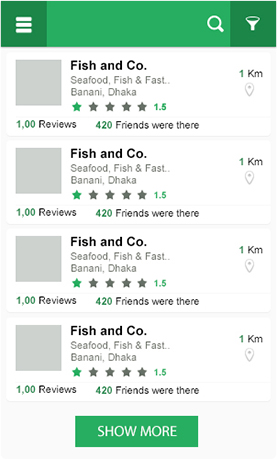 Fish and Co.
Seafood, Fish & Fast..
Banani, Dhaka
1 Km
1.5
1,00 Reviews 420 Friends were there
Fish and Co.
Seafood, Fish & Fast..
Banani, Dhaka
1 Km
1.5
1,00 Reviews 420 Friends were there
Fish and Co.
Seafood, Fish & Fast..
Banani, Dhaka
1 Km
1.5
1,00 Reviews 420 Friends were there
Fish and Co.
Seafood, Fish & Fast..
Banani, Dhaka
1 Km
1.5
1,00 Reviews 420 Friends were there
SHOW MORE